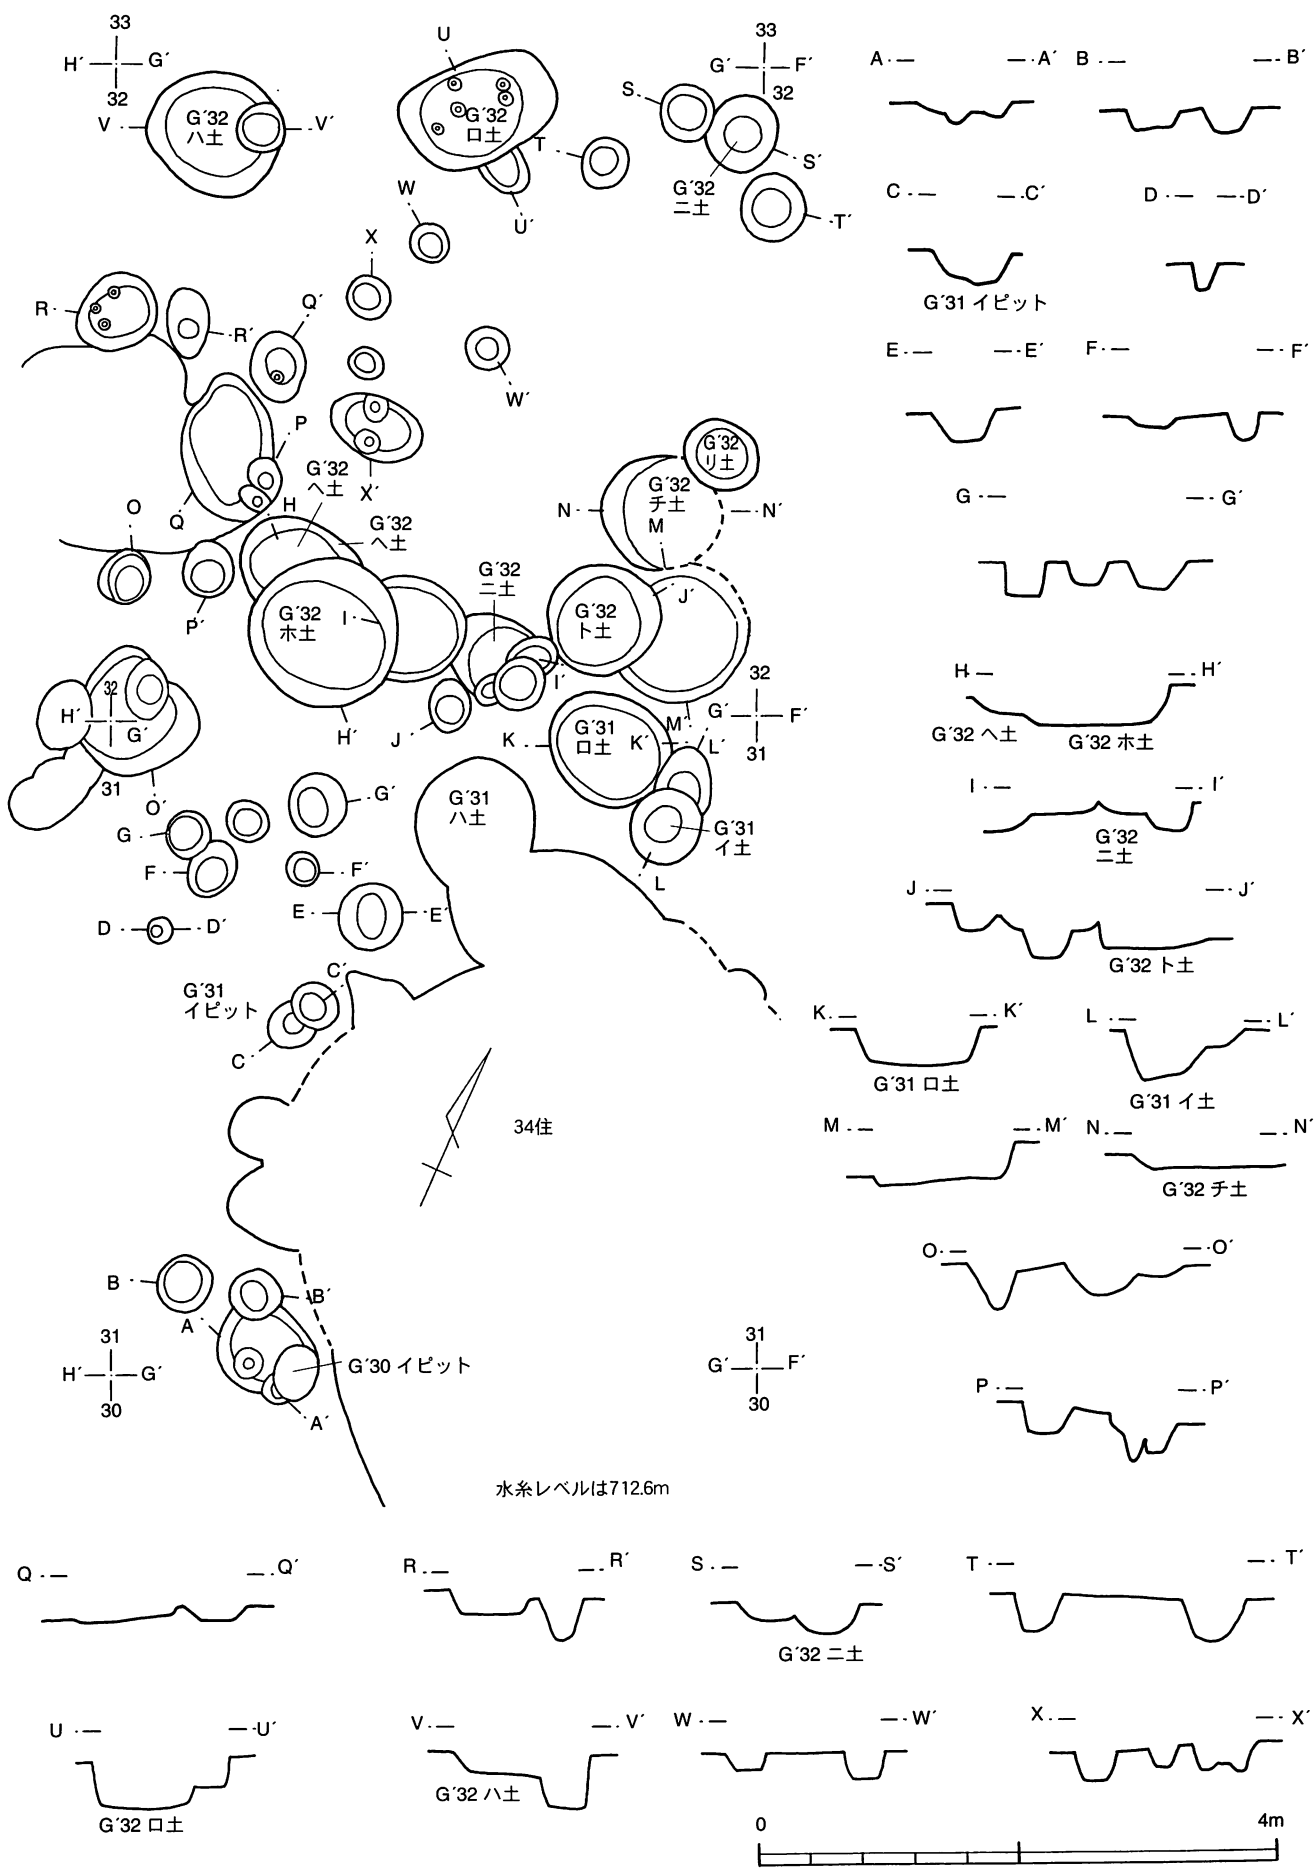 33
H´ G´
32
V V´
G´32
ハ土
U
G´32
ロ土
U´
T
33
G´ F´
32
S
S´
G´32
ニ土
T´
W
X
R
R´
Q´
W´
P
G´32
ヘ土
X´
H
Q
O
G´32
ヘ土
G´32
リ土
G´32
チ土
N N´
M
P´
G´32
ホ土
I
G´32
ニ土
G´32
ト土
J´
I´
32
H´
G´
31
O´
H´
J
K
G´31
ロ土
K´
M´
L´
32
G´ F´
31
G´31
ハ土
G G´
G´31
イ土
L
F F´
E E´
D D´
C´
G´31
イピット
C
34住
B
B´
A
31
H´ G´
30
G´30 イピット
A´
31
G´ F´
30
水糸レベルは712.6m
A A´
B B´
C C´
G´31 イピット
D D´
E E´
F F´
G G´
H H´
G´32 ヘ土 G´32 ホ土
I I´
G´32
ニ土
J J´
G´32 ト土
K K´
G´31 ロ土
L L´
G´31 イ土
M M´
N N´
G´32 チ土
O O´
P P´
Q Q´
R R´
S S´
G´32 ニ土
T T´
U U´
G´32 ロ土
V V´
G´32 ハ土
W W´
X X´
0 4m